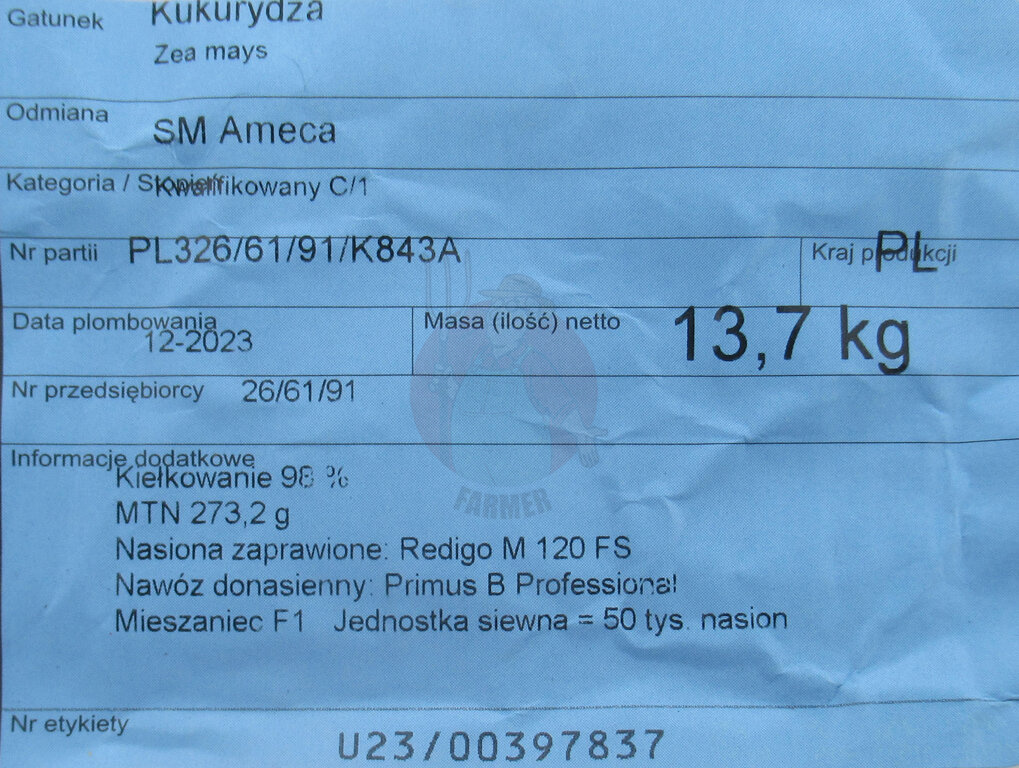 Gatunek Kukurydza
Zea mays
Odmiana SM Ameca
Kategoria / Stopień Kwalifikowany C/1
Nr partii PL326/61/91/K843A Kraj produkcji PL
Data plombowania 12-2023 Masa (ilość) netto 13,7 kg
Nr przedsiębiorcy 26/61/91
Informacje dodatkowe
Kiełkowanie 98 %
MTN 273,2 g
Nasiona zaprawione: Redigo M 120 FS
Nawóz donasienny: Primus B Professional
Mieszaniec F1 Jednostka siewna = 50 tys. nasion
FARMER
Nr etykiety U23/00397837